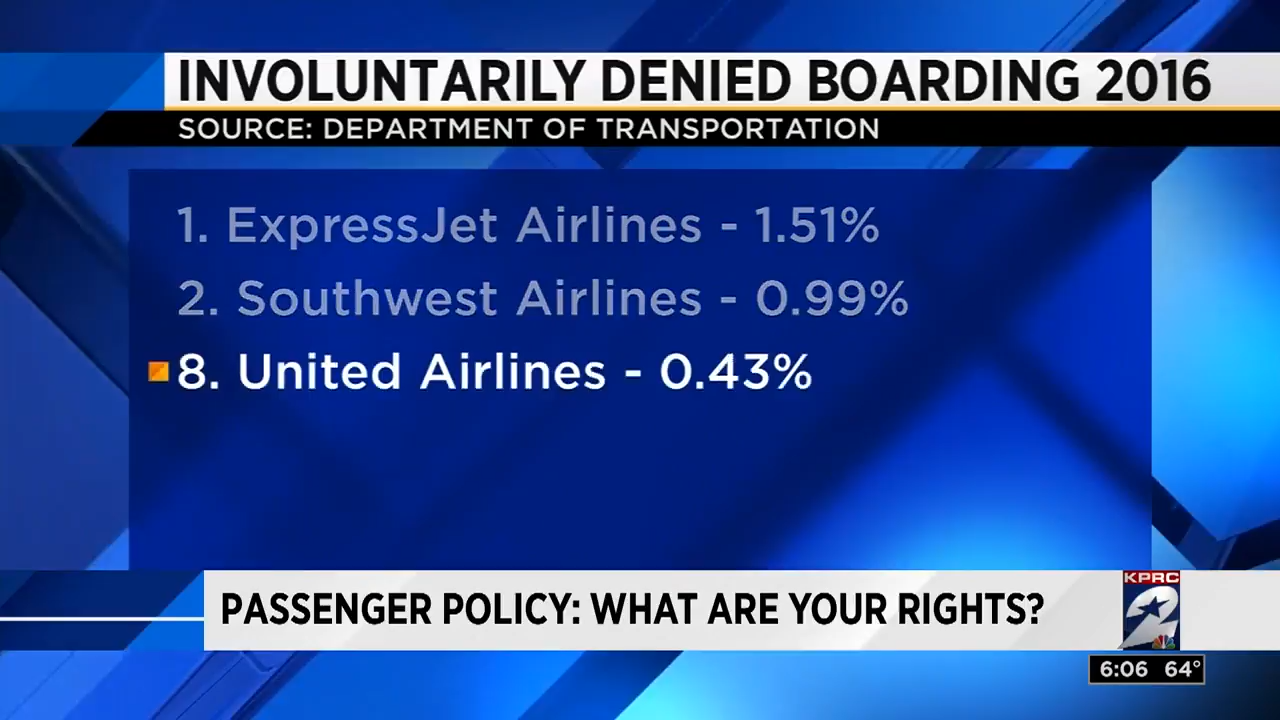 INVOLUNTARILY DENIED BOARDING 2016
SOURCE: DEPARTMENT OF TRANSPORTATION
1. ExpressJet Airlines - 1.51%
2. Southwest Airlines - 0.99%
8. United Airlines - 0.43%
PASSENGER POLICY: WHAT ARE YOUR RIGHTS?
KPRC
2
6:06 64°